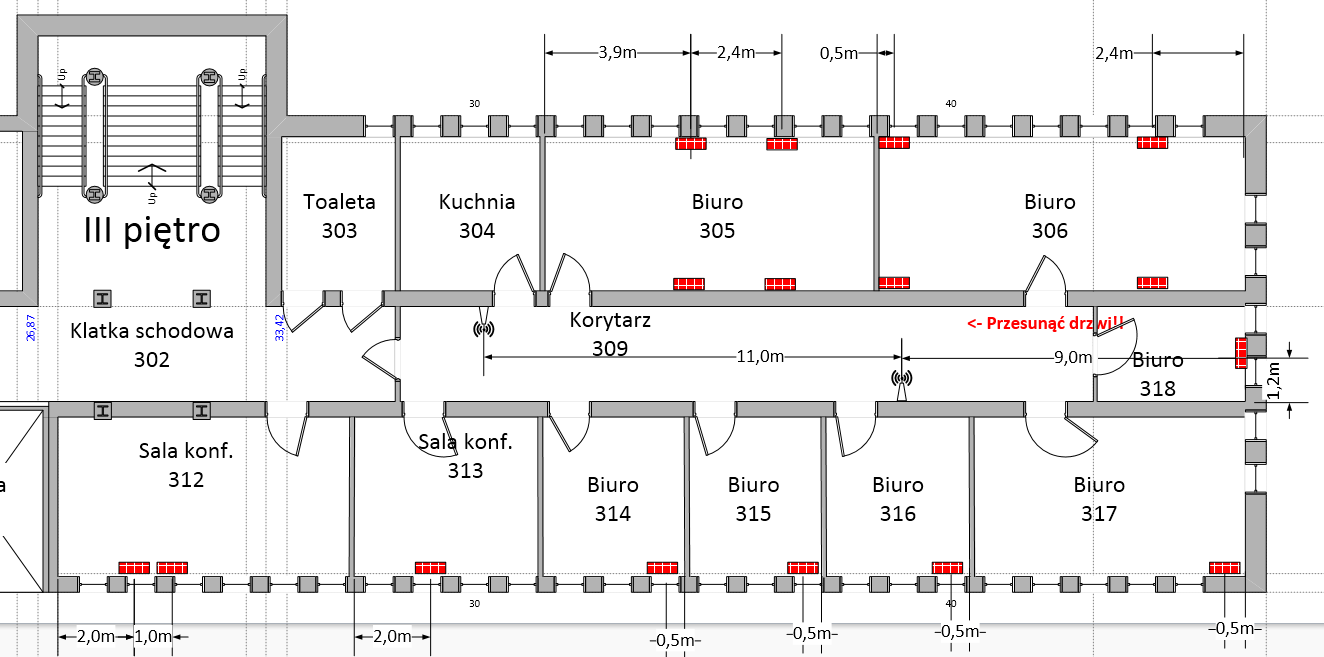 3,9m
2,4m
0,5m
2,4m
Up
Up
30
40
Up
III piętro
Toaleta
303
Kuchnia
304
Biuro
305
Biuro
306
26,87
33,42
Klatka schodowa
302
Korytarz
309
<- Przesunąć drzwi!!
11,0m
9,0m
Biuro
318
1,2m
Sala konf.
312
Sala konf.
313
a
Biuro
314
Biuro
315
Biuro
316
Biuro
317
30
40
2,0m
1,0m
2,0m
0,5m
0,5m
0,5m
0,5m